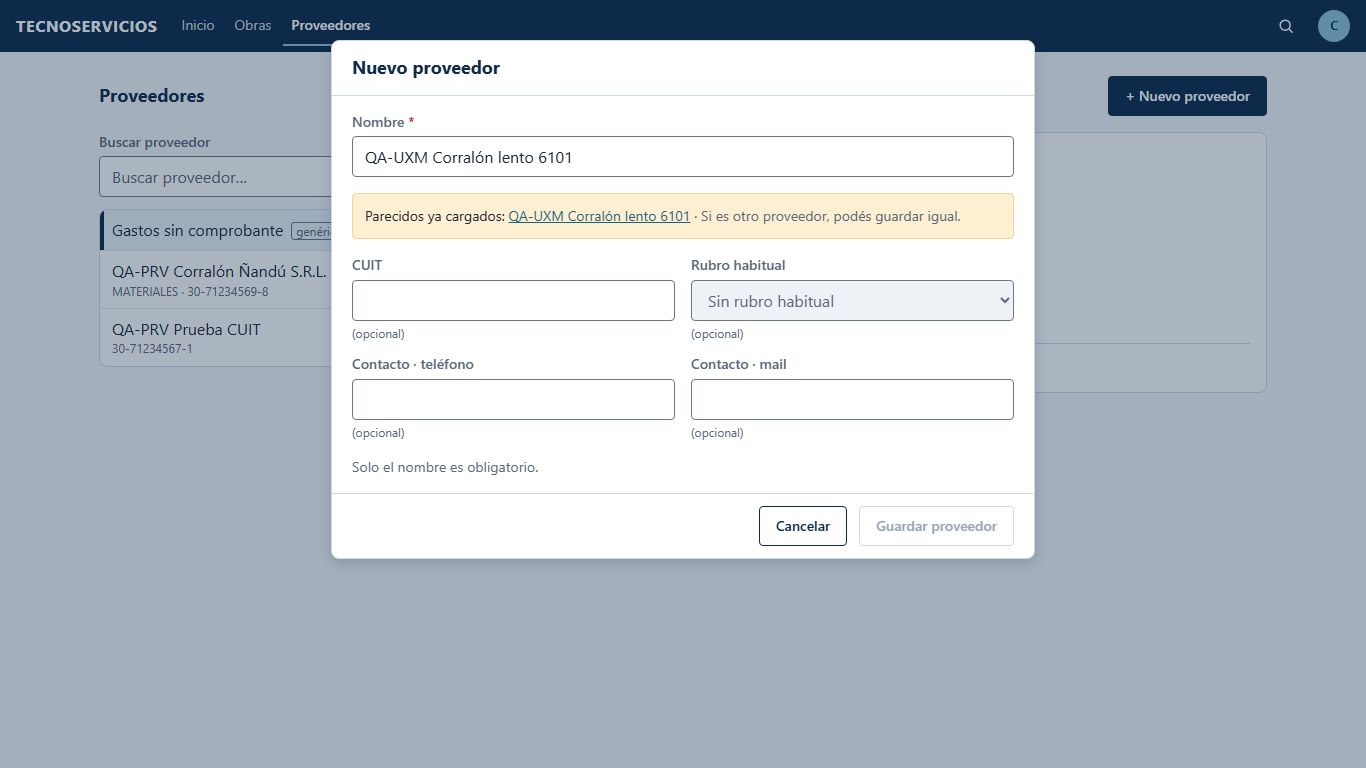 TECNOSERVICIOS Inicio Obras Proveedores C
Nuevo proveedor
Proveedores
+ Nuevo proveedor
Nombre *
QA-UXM Corralón lento 6101
Buscar proveedor
Buscar proveedor...
Parecidos ya cargados: QA-UXM Corralón lento 6101 · Si es otro proveedor, podés guardar igual.
Gastos sin comprobante
QA-PRV Corralón Ñandú S.R.L.
MATERIALES · 30-71234569-8
QA-PRV Prueba CUIT
30-71234567-1
CUIT
Rubro habitual
Sin rubro habitual
(opcional)
(opcional)
Contacto · teléfono
Contacto · mail
(opcional)
(opcional)
Solo el nombre es obligatorio.
Cancelar
Guardar proveedor